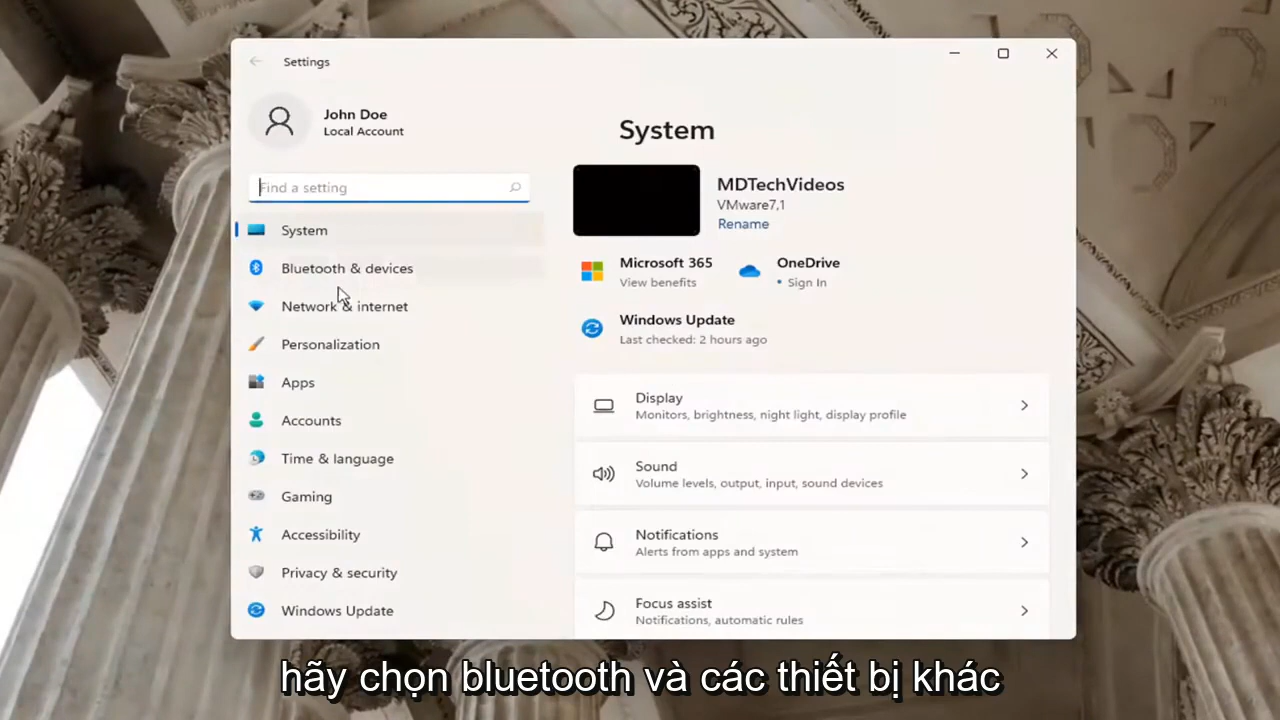 Settings
John Doe
Local Account
Find a setting
System
Bluetooth & devices
Network & internet
Personalization
Apps
Accounts
Time & language
Gaming
Accessibility
Privacy & security
Windows Update
System
MDTechVideos
VMware7,1
Rename
Microsoft 365
View benefits
OneDrive
• Sign In
Windows Update
Last checked: 2 hours ago
Display
Monitors, brightness, night light, display profile
Sound
Volume levels, output, input, sound devices
Notifications
Alerts from apps and system
Focus assist
Notifications, automatic rules
hãy chọn bluetooth và các thiết bị khác